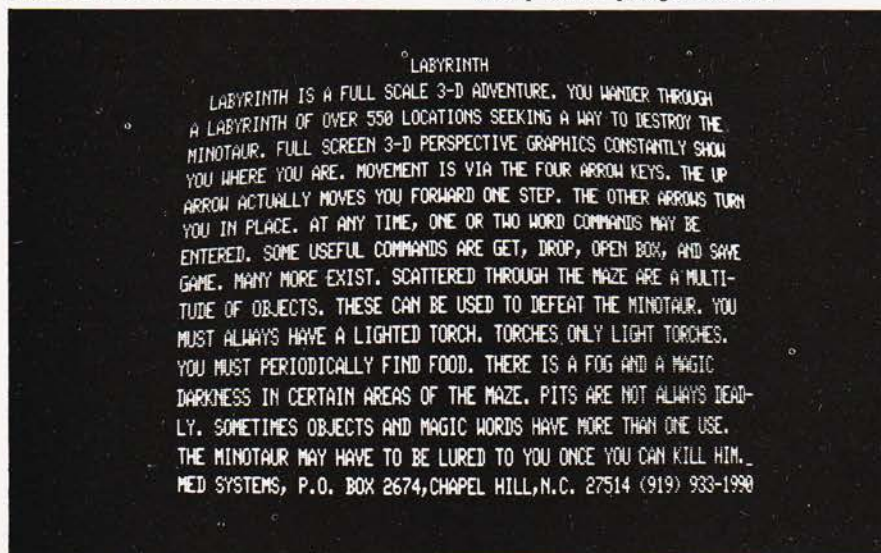 LABYRINTH
LABYRINTH IS A FULL SCALE 3-D ADVENTURE. YOU WANDER THROUGH
A LABYRINTH OF OVER 550 LOCATIONS SEEKING A WAY TO DESTROY THE
MINOTAUR. FULL SCREEN 3-D PERSPECTIVE GRAPHICS CONSTANTLY SHOW
YOU WHERE YOU ARE. MOVEMENT IS VIA THE FOUR ARROW KEYS. THE UP
ARROW ACTUALLY MOVES YOU FORWARD ONE STEP. THE OTHER ARROWS TURN
YOU IN PLACE. AT ANY TIME, ONE OR TWO WORD COMMANDS MAY BE
ENTERED. SOME USEFUL COMMANDS ARE GET, DROP, OPEN BOX, AND SAVE
GAME. MANY MORE EXIST. SCATTERED THROUGH THE MAZE ARE A MULTI-
TUDE OF OBJECTS. THESE CAN BE USED TO DEFEAT THE MINOTAUR. YOU
MUST ALWAYS HAVE A LIGHTED TORCH. TORCHES ONLY LIGHT TORCHES.
YOU MUST PERIODICALLY FIND FOOD. THERE IS A FOG AND A MAGIC
DARKNESS IN CERTAIN AREAS OF THE MAZE. PITS ARE NOT ALWAYS DEAD-
LY. SOMETIMES OBJECTS AND MAGIC WORDS HAVE MORE THAN ONE USE.
THE MINOTAUR MAY HAVE TO BE LURED TO YOU ONCE YOU CAN KILL HIM._
MED SYSTEMS, P.O. BOX 2674,CHAPEL HILL,N.C. 27514 (919) 933-1990